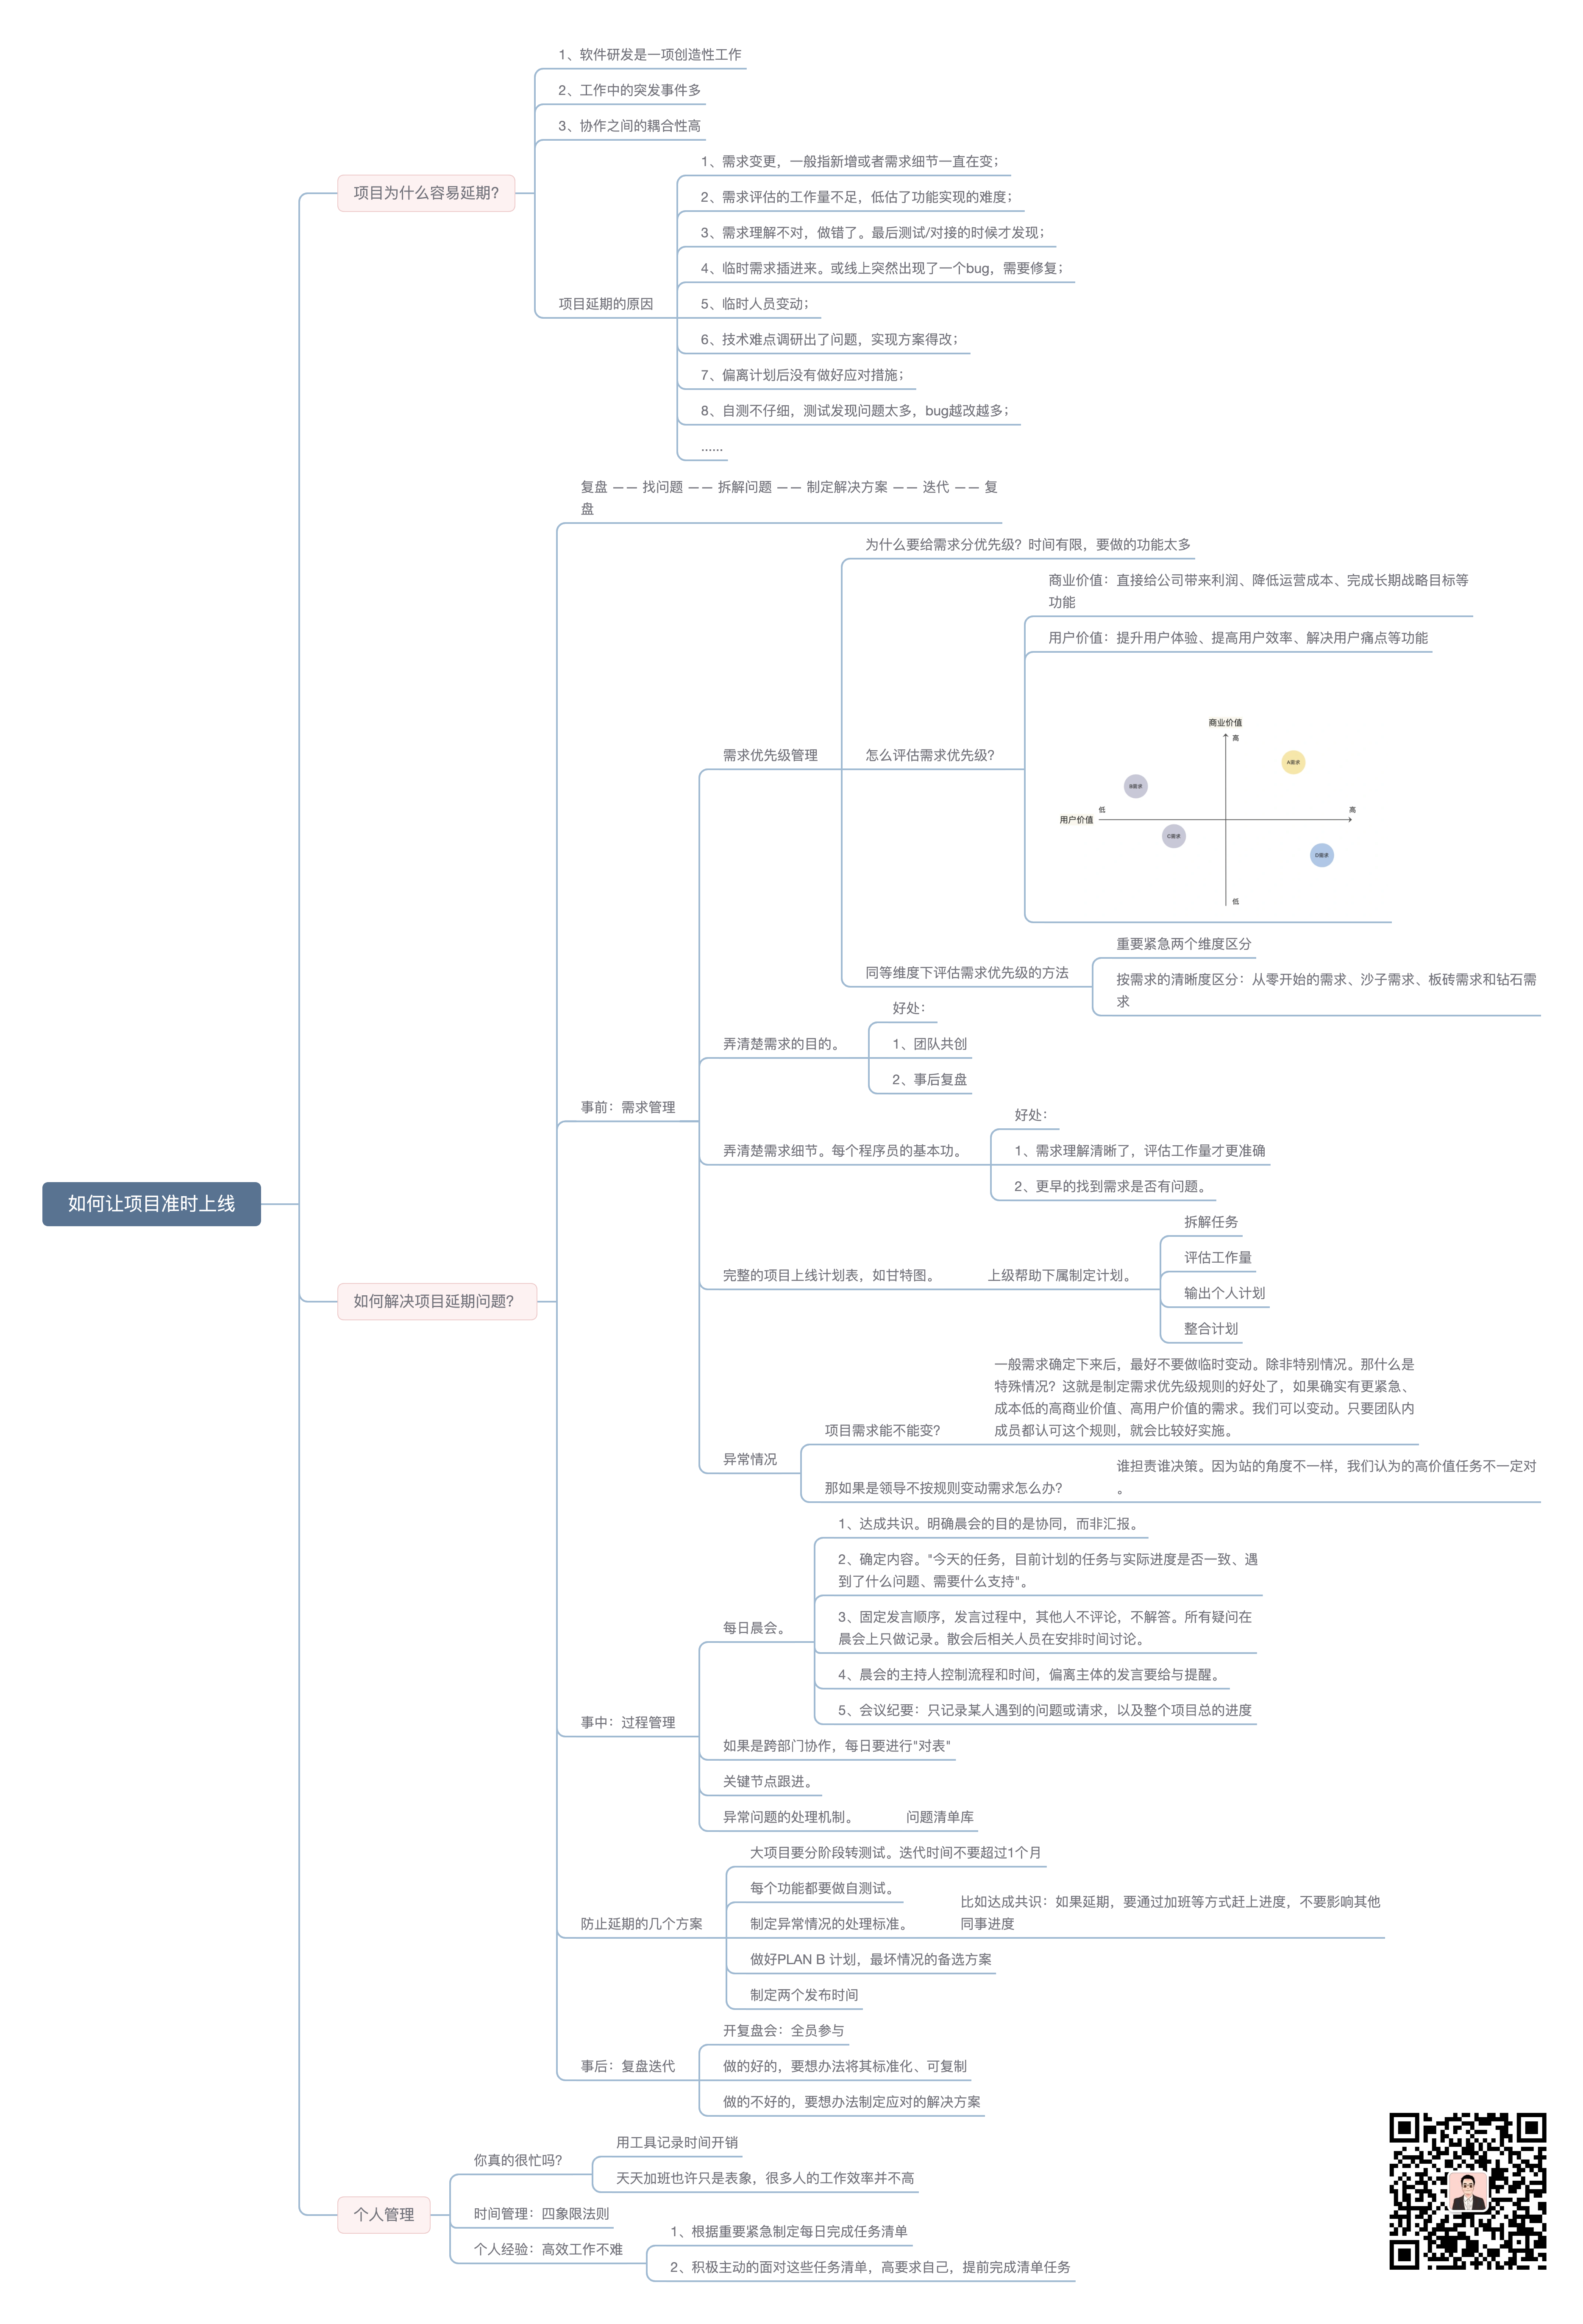 1、软件研发是一项创造性工作
2、工作中的突发事件多
3、协作之间的耦合性高
项目为什么容易延期？
1、需求变更，一般指新增或者需求细节一直在变；
2、需求评估的工作量不足，低估了功能实现的难度；
3、需求理解不对，做错了。最后测试/对接的时候才发现；
4、临时需求插进来。或线上突然出现了一个bug，需要修复；
项目延期的原因
5、临时人员变动；
6、技术难点调研出了问题，实现方案得改；
7、偏离计划后没有做好应对措施；
8、自测不仔细，测试发现问题太多，bug越改越多；
......
复盘 —— 找问题 —— 拆解问题 —— 制定解决方案 —— 迭代 —— 复
盘
为什么要给需求分优先级？时间有限，要做的功能太多
商业价值：直接给公司带来利润、降低运营成本、完成长期战略目标等
功能
用户价值：提升用户体验、提高用户效率、解决用户痛点等功能
需求优先级管理
怎么评估需求优先级？
商业价值
高
A需求
B需求
低
高
用户价值
C需求
D需求
低
同等维度下评估需求优先级的方法
重要紧急两个维度区分
按需求的清晰度区分：从零开始的需求、沙子需求、板砖需求和钻石需
求
弄清楚需求的目的。
好处：
1、团队共创
2、事后复盘
事前：需求管理
弄清楚需求细节。每个程序员的基本功。
好处：
1、需求理解清晰了，评估工作量才更准确
2、更早的找到需求是否有问题。
如何让项目准时上线
完整的项目上线计划表，如甘特图。
上级帮助下属制定计划。
拆解任务
评估工作量
输出个人计划
整合计划
如何解决项目延期问题？
异常情况
项目需求能不能变？
一般需求确定下来后，最好不要做临时变动。除非特别情况。那什么是
特殊情况？这就是制定需求优先级规则的好处了，如果确实有更紧急、
成本低的高商业价值、高用户价值的需求。我们可以变动。只要团队内
成员都认可这个规则，就会比较好实施。
那如果是领导不按规则变动需求怎么办？
谁担责谁决策。因为站的角度不一样，我们认为的高价值任务不一定对
。
每日晨会。
1、达成共识。明确晨会的目的是协同，而非汇报。
2、确定内容。"今天的任务，目前计划的任务与实际进度是否一致、遇
到了什么问题、需要什么支持"。
3、固定发言顺序，发言过程中，其他人不评论，不解答。所有疑问在
晨会上只做记录。散会后相关人员在安排时间讨论。
4、晨会的主持人控制流程和时间，偏离主体的发言要给与提醒。
5、会议纪要：只记录某人遇到的问题或请求，以及整个项目总的进度
事中：过程管理
如果是跨部门协作，每日要进行"对表"
关键节点跟进。
异常问题的处理机制。
问题清单库
大项目要分阶段转测试。迭代时间不要超过1个月
每个功能都要做自测试。
防止延期的几个方案
制定异常情况的处理标准。
比如达成共识：如果延期，要通过加班等方式赶上进度，不要影响其他
同事进度
做好PLAN B 计划，最坏情况的备选方案
制定两个发布时间
开复盘会：全员参与
事后：复盘迭代
做的好的，要想办法将其标准化、可复制
做的不好的，要想办法制定应对的解决方案
你真的很忙吗？
用工具记录时间开销
天天加班也许只是表象，很多人的工作效率并不高
个人管理
时间管理：四象限法则
个人经验：高效工作不难
1、根据重要紧急制定每日完成任务清单
2、积极主动的面对这些任务清单，高要求自己，提前完成清单任务